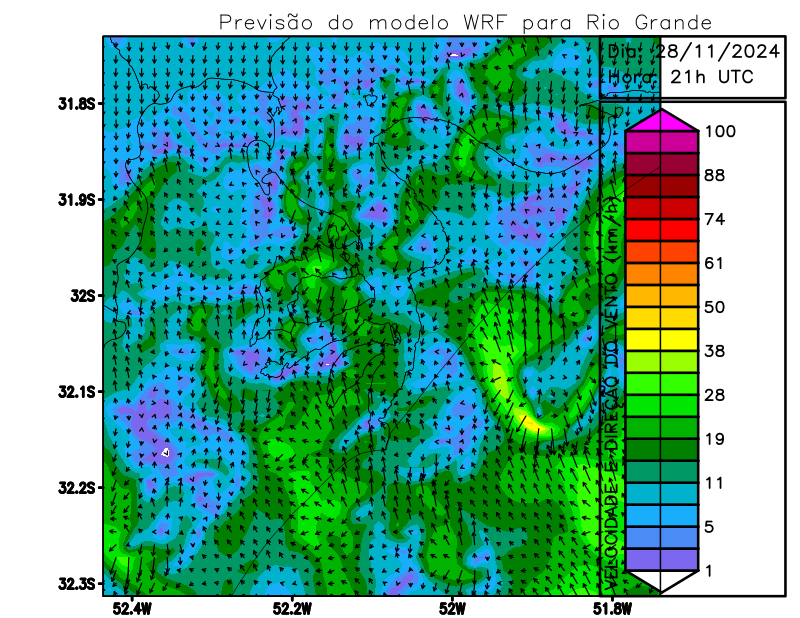 Previsão do modelo WRF para Rio Grande
Dia: 28/11/2024
Hora: 21h UTC
31.8S
31.9S
32S
32.1S
32.2S
32.3S
52.4W
52.2W
52W
51.8W
VELOCIDADE E DIREÇÃO DO VENTO (km/h)
100
88
74
61
50
38
28
19
11
5
1